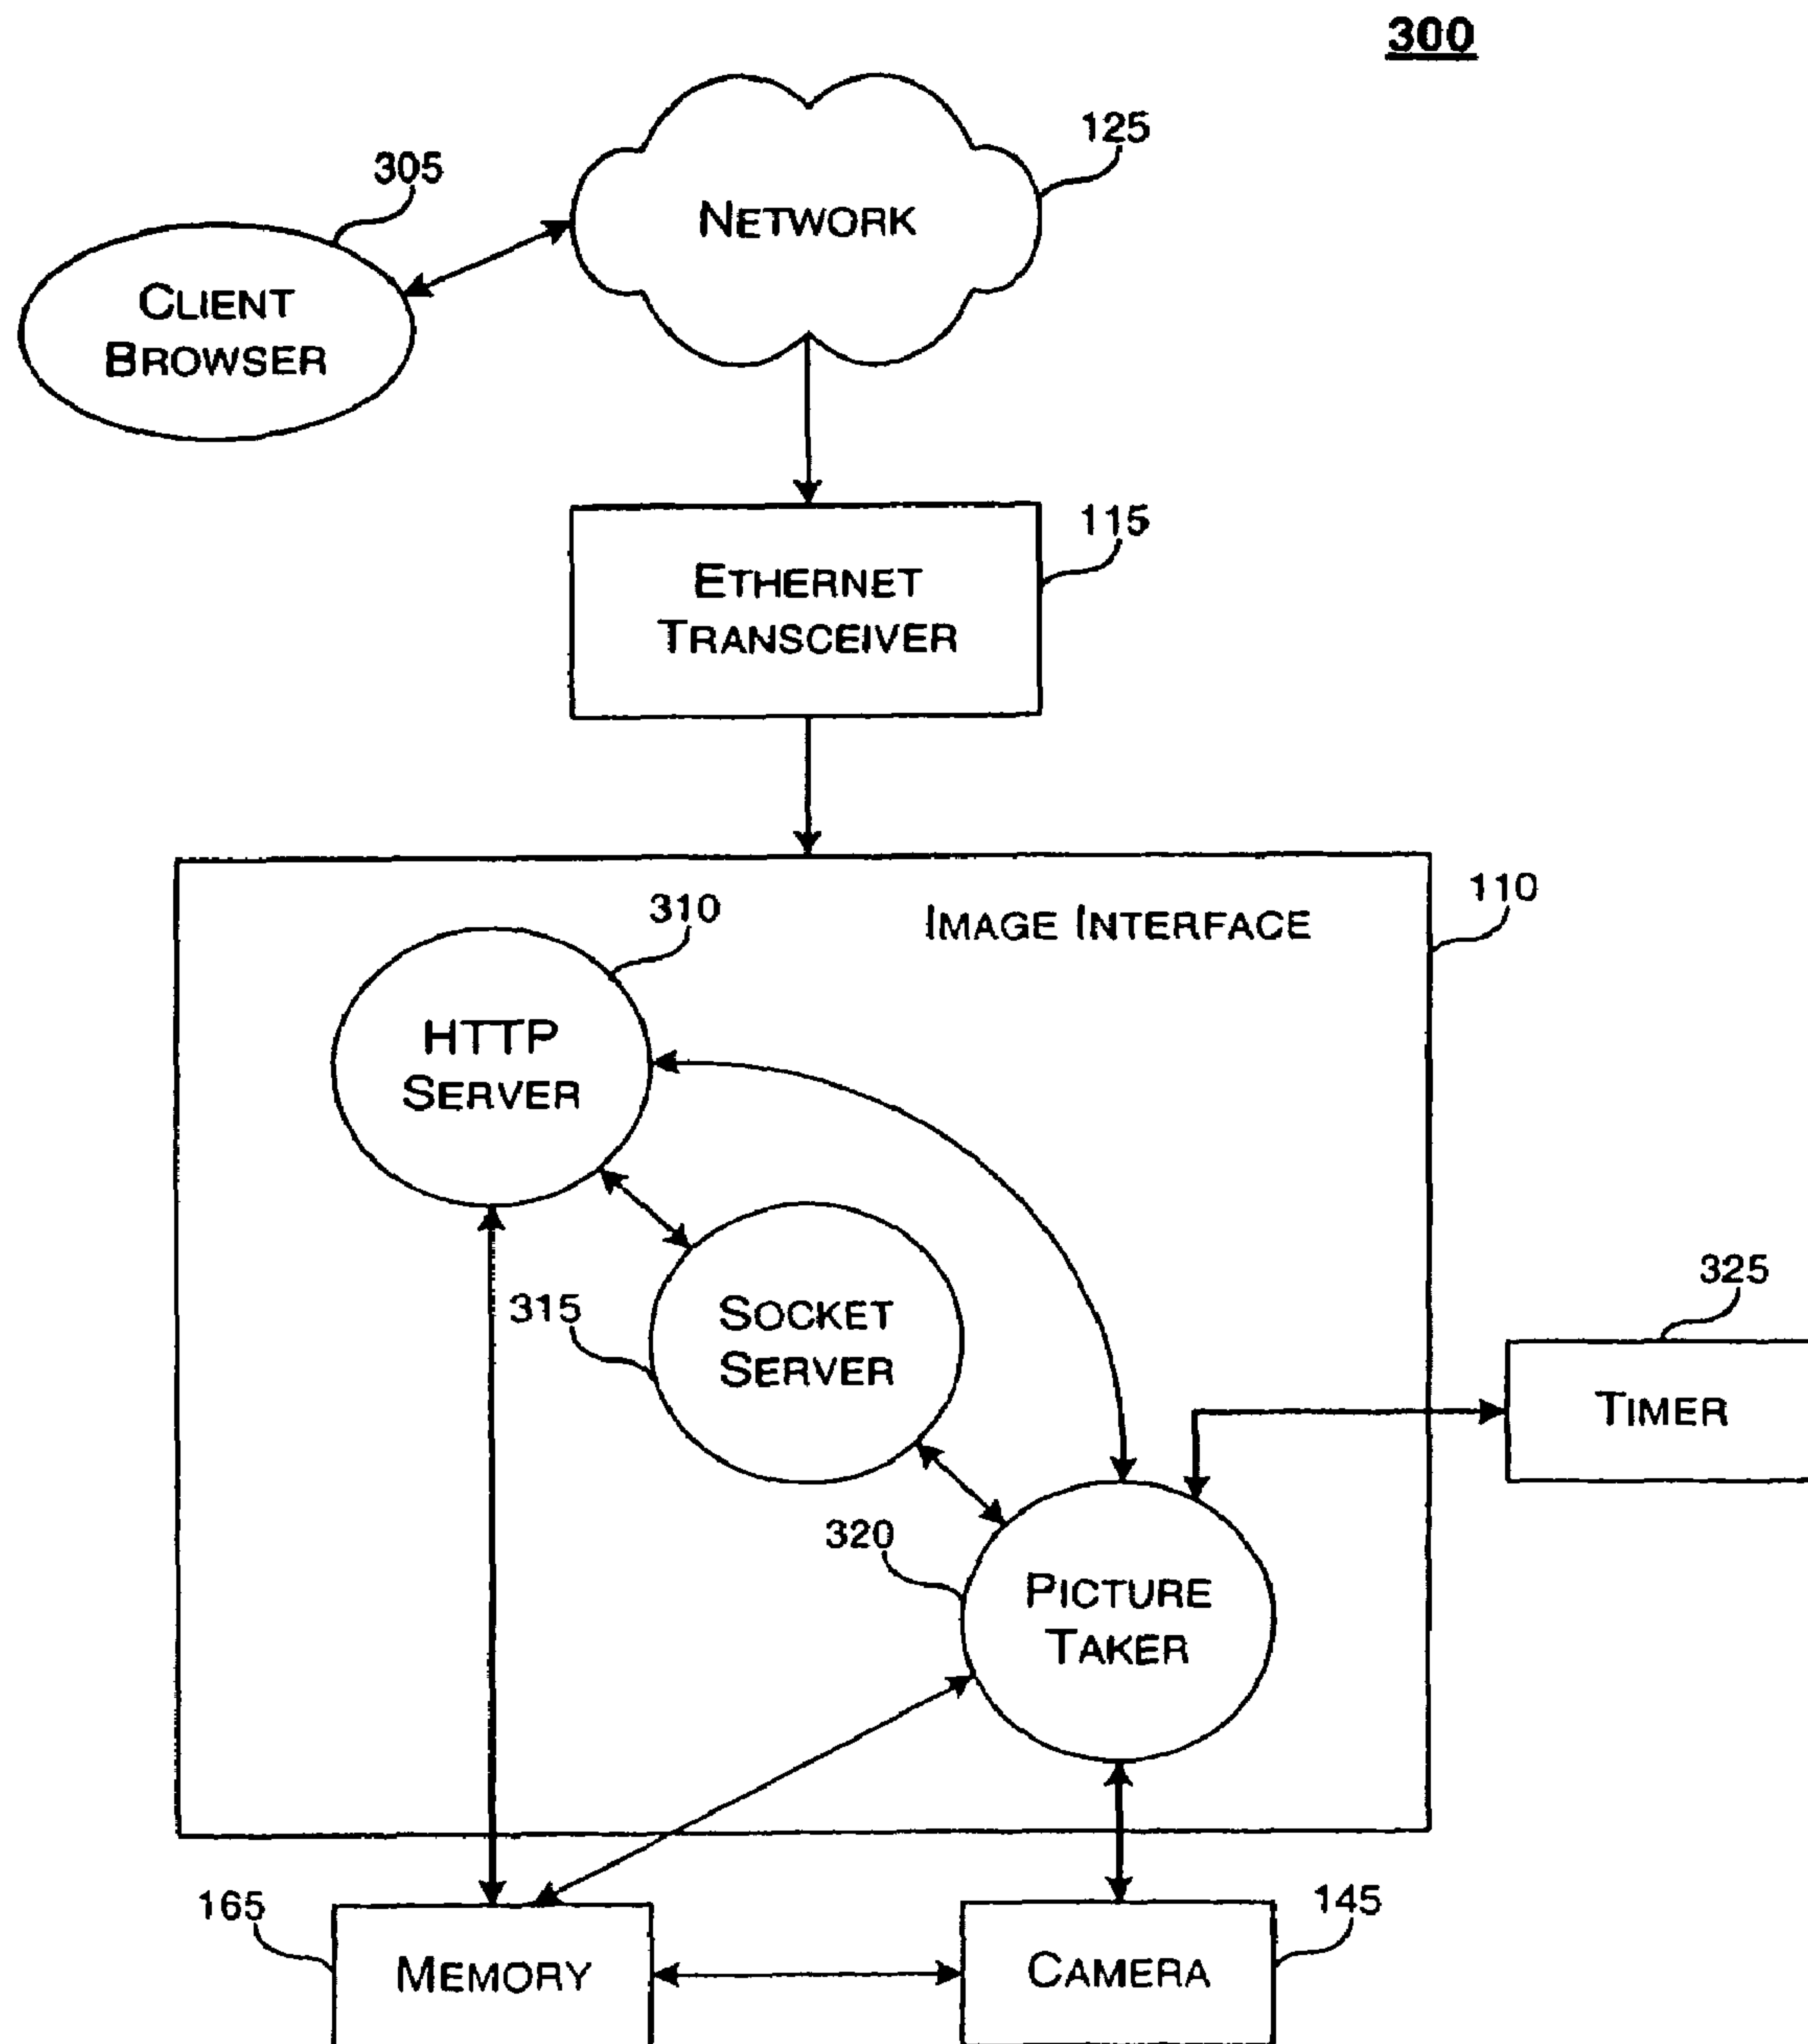 300
125
305
NETWORK
CLIENT
BROWSER
115
ETHERNET
TRANSCEIVER
110
310
IMAGE INTERFACE
HTTP
SERVER
325
315
SOCKET
SERVER
TIMER
320
PICTURE
TAKER
165
145
MEMORY
CAMERA